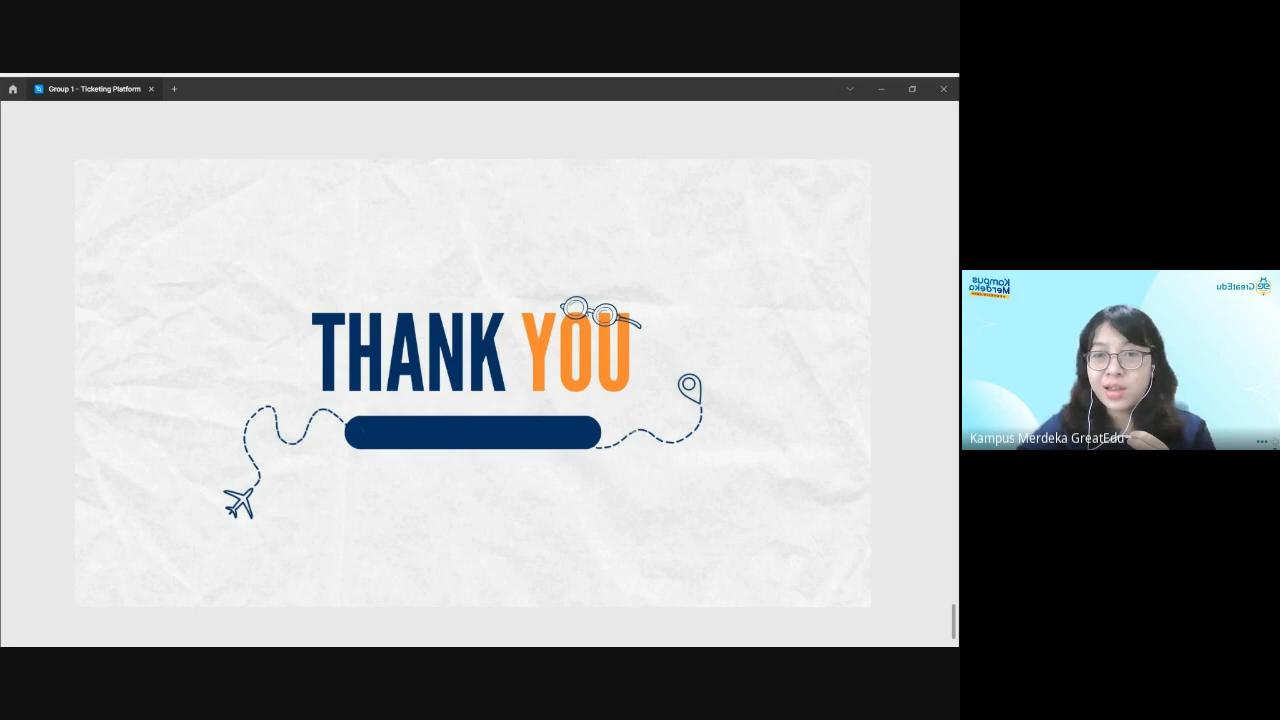 Group 1 - Ticketing Platform
THANK YOU
Kampus
Merdeka
GreatEdu
Kampus Merdeka GreatEdu